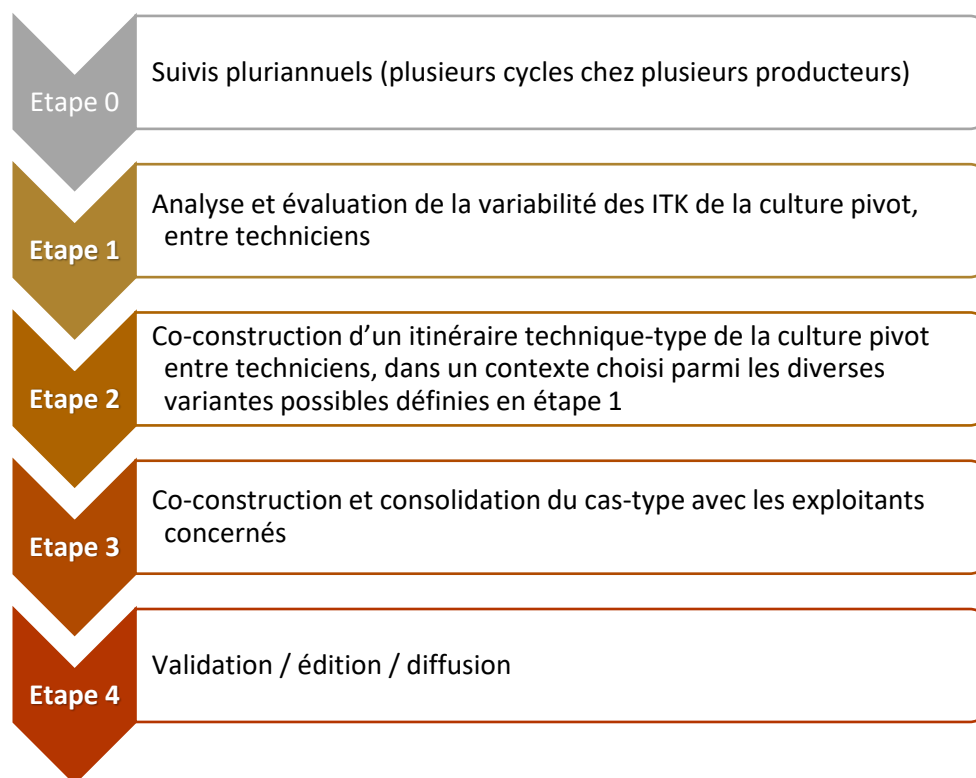 Etape 0
Suivis pluriannuels (plusieurs cycles chez plusieurs producteurs)
Etape 1
Analyse et évaluation de la variabilité des ITK de la culture pivot,
entre techniciens
Etape 2
Co-construction d’un itinéraire technique-type de la culture pivot
entre techniciens, dans un contexte choisi parmi les diverses
variantes possibles définies en étape 1
Etape 3
Co-construction et consolidation du cas-type avec les exploitants
concernés
Etape 4
Validation / édition / diffusion